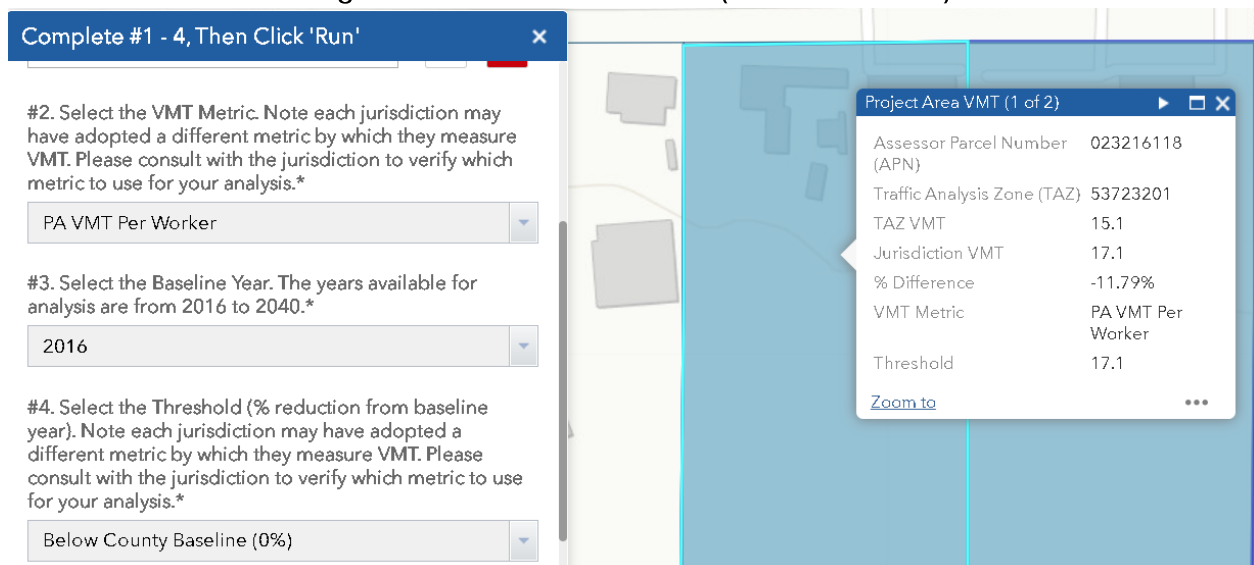 Complete #1 - 4, Then Click 'Run'
#2. Select the VMT Metric. Note each jurisdiction may
have adopted a different metric by which they measure
VMT. Please consult with the jurisdiction to verify which
metric to use for your analysis.*
PA VMT Per Worker
#3. Select the Baseline Year. The years available for
analysis are from 2016 to 2040.*
2016
#4. Select the Threshold (% reduction from baseline
year). Note each jurisdiction may have adopted a
different metric by which they measure VMT. Please
consult with the jurisdiction to verify which metric to use
for your analysis.*
Below County Baseline (0%)
Project Area VMT (1 of 2)
Assessor Parcel Number 023216118
(APN)
Traffic Analysis Zone (TAZ) 53723201
TAZ VMT 15.1
Jurisdiction VMT 17.1
% Difference -11.79%
VMT Metric PA VMT Per
Worker
Threshold 17.1
Zoom to